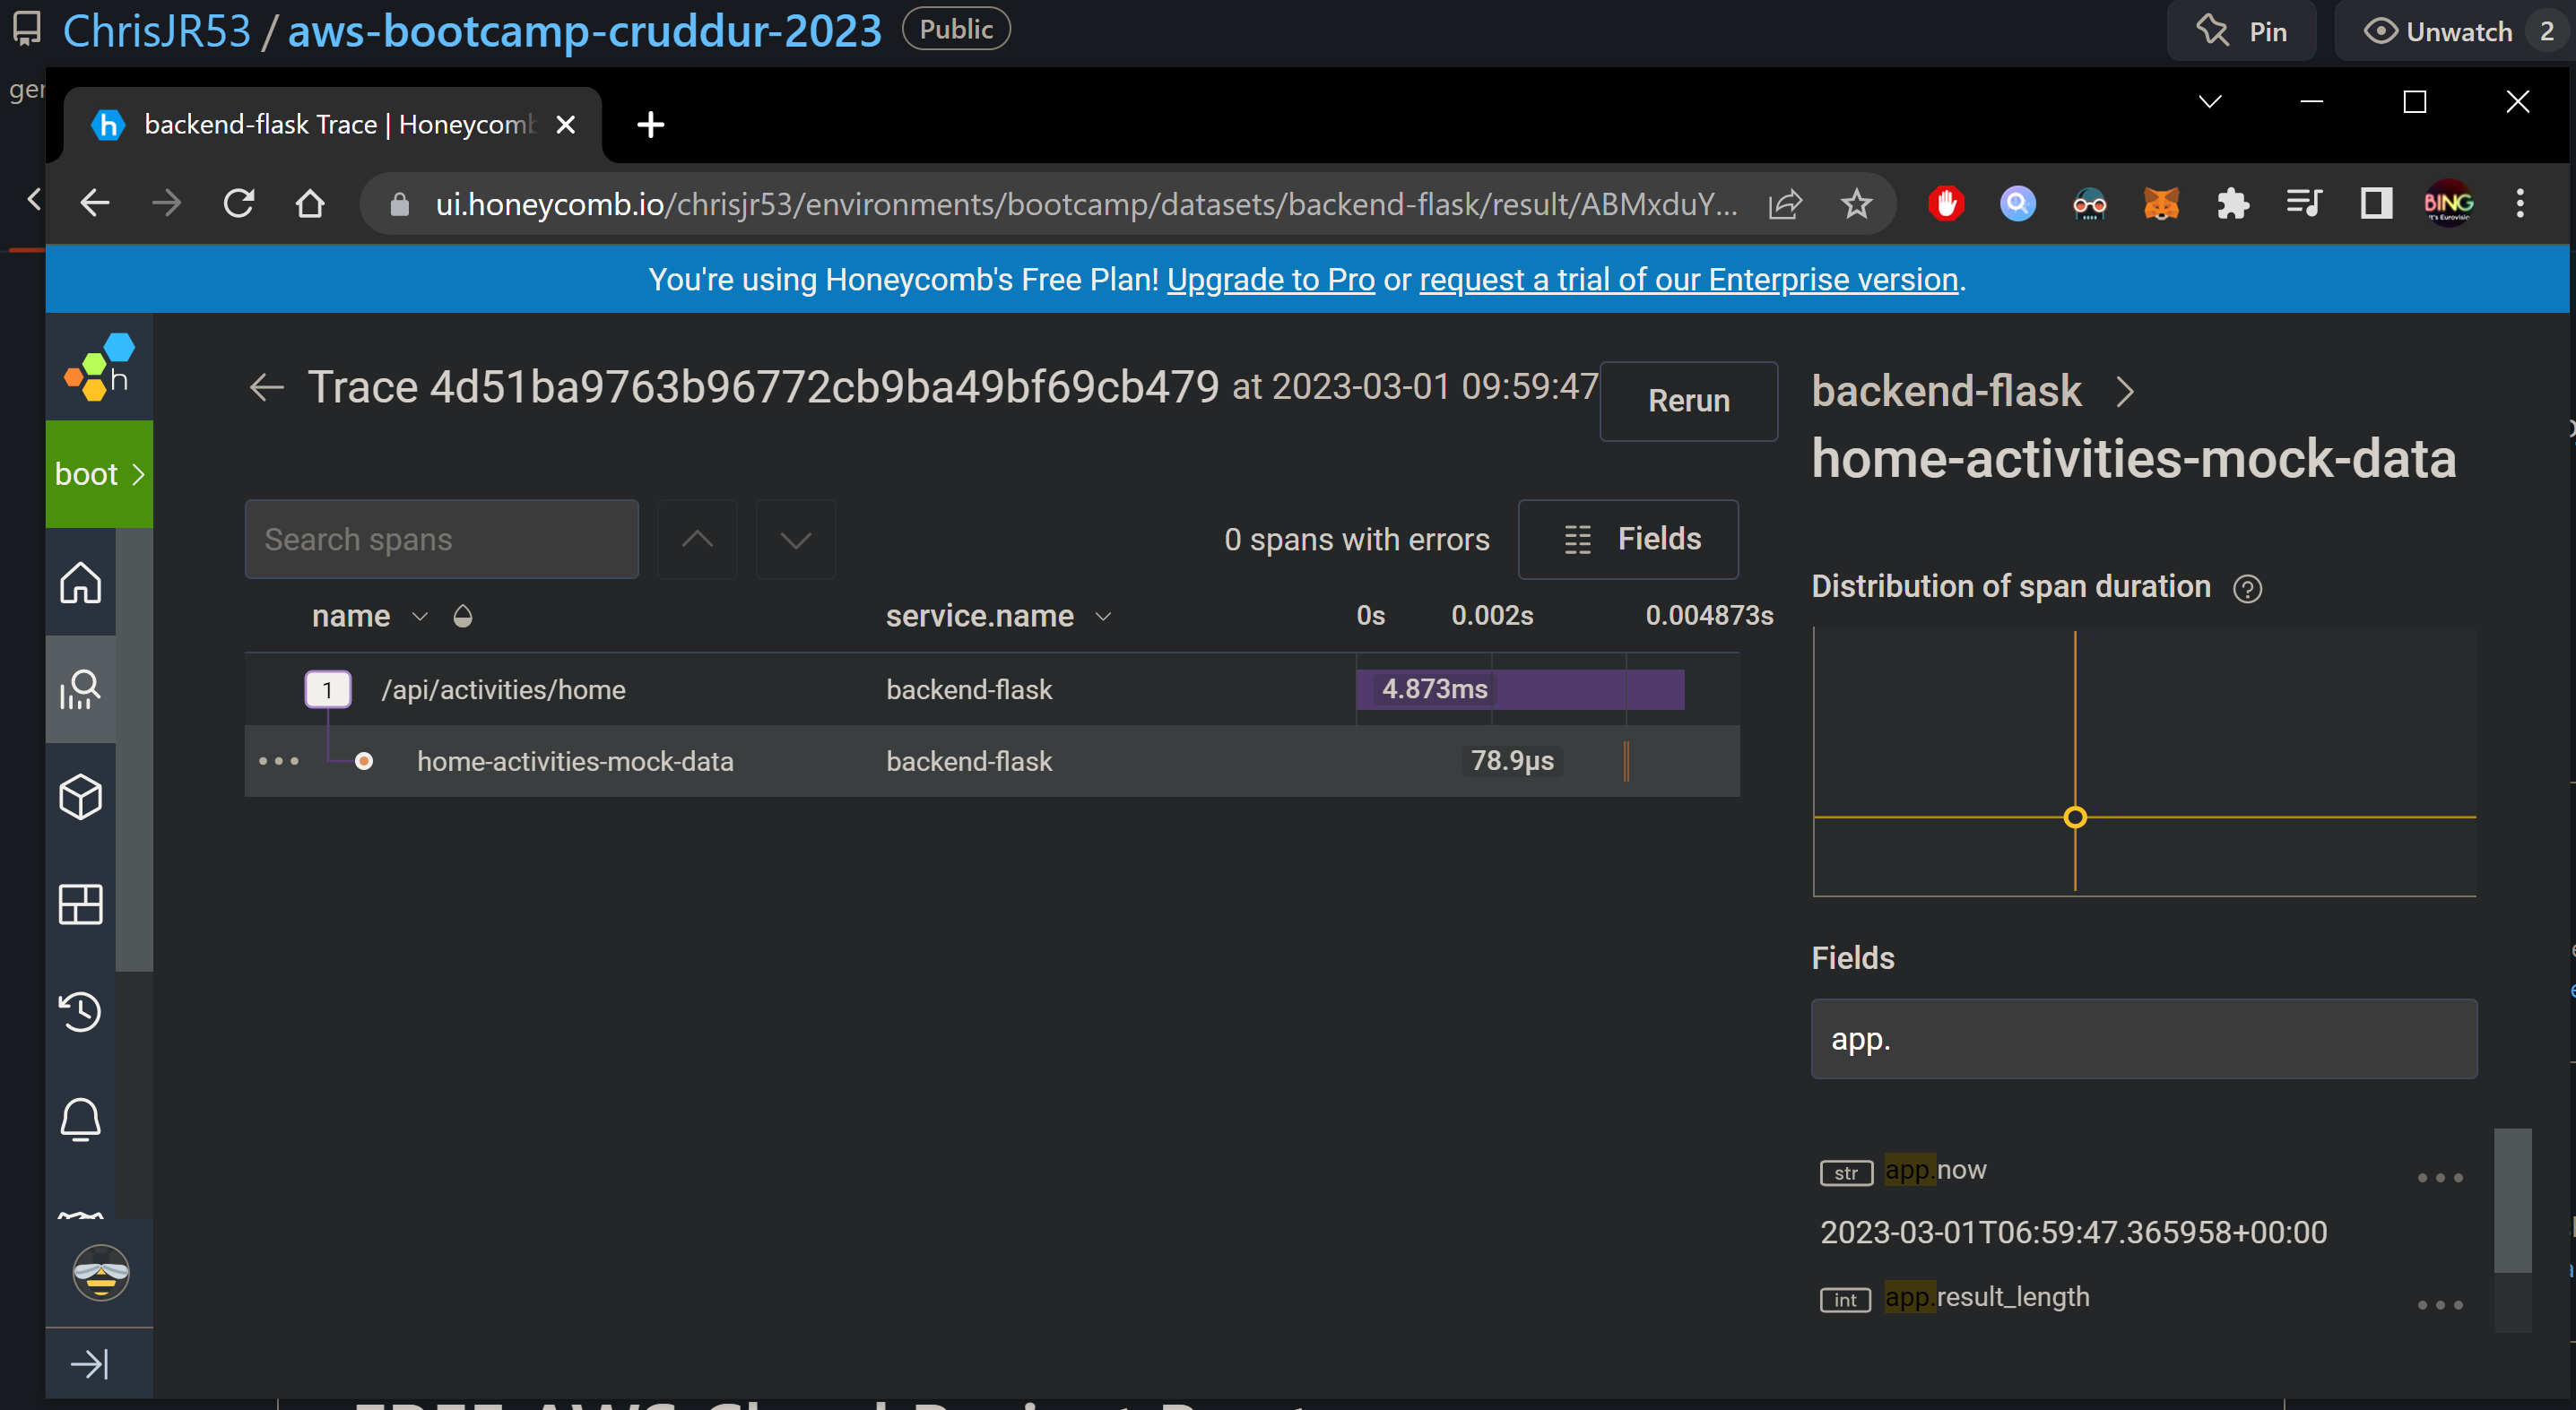 ChrisJR53 / aws-bootcamp-cruddur-2023 Public
Pin
Unwatch 2
backend-flask Trace | Honeycomb
ui.honeycomb.io/chrisjr53/environments/bootcamp/datasets/backend-flask/result/ABMxduY...
BING
You're using Honeycomb's Free Plan! Upgrade to Pro or request a trial of our Enterprise version.
h
boot
Trace 4d51ba9763b96772cb9ba49bf69cb479 at 2023-03-01 09:59:47
Rerun
Search spans
0 spans with errors
Fields
name service.name 0s 0.002s 0.004873s
1 /api/activities/home backend-flask 4.873ms
home-activities-mock-data backend-flask 78.9µs
backend-flask
home-activities-mock-data
Distribution of span duration
Fields
app.
str app.now
2023-03-01T06:59:47.365958+00:00
int app.result_length